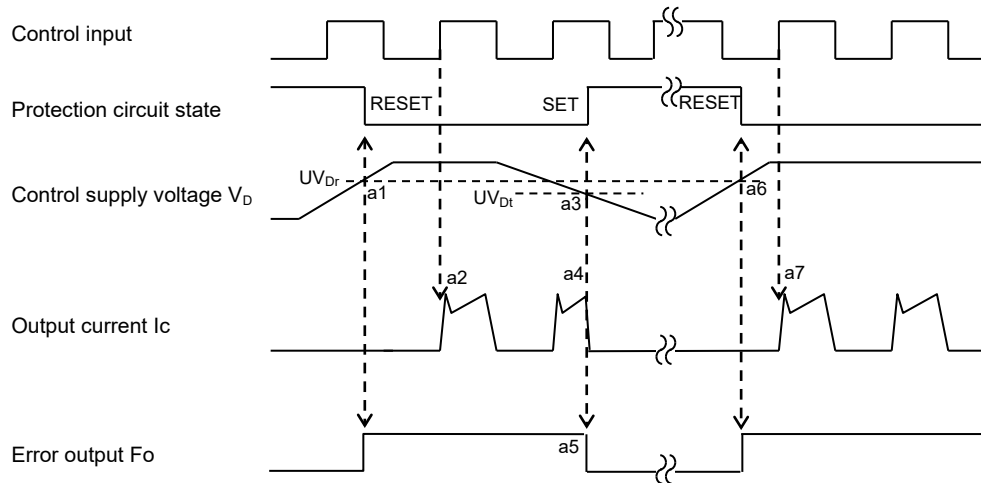 Control input
Protection circuit state
RESET
SET
RESET
Control supply voltage VD
UVDr
a1
UVDt
a3
a6
Output current Ic
a2
a4
a7
Error output Fo
a5